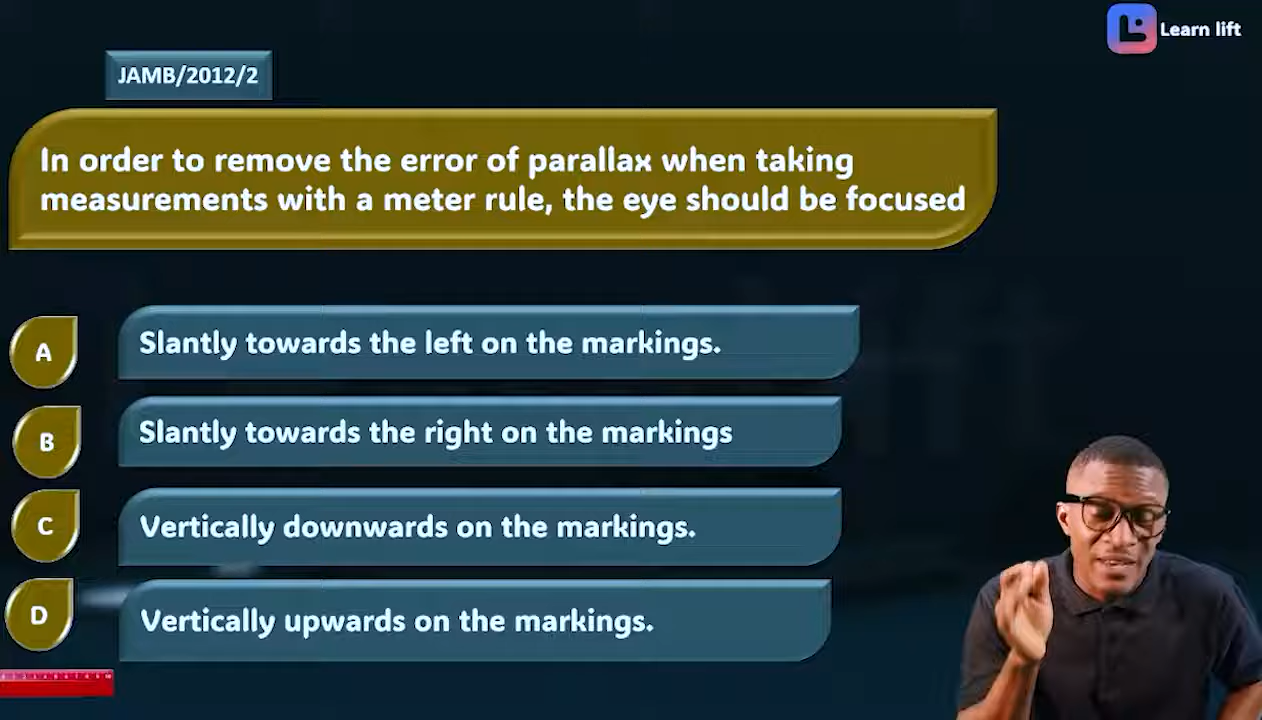 Learn lift
JAMB/2012/2
In order to remove the error of parallax when taking
measurements with a meter rule, the eye should be focused
A
Slantly towards the left on the markings.
B
Slantly towards the right on the markings
C
Vertically downwards on the markings.
D
Vertically upwards on the markings.